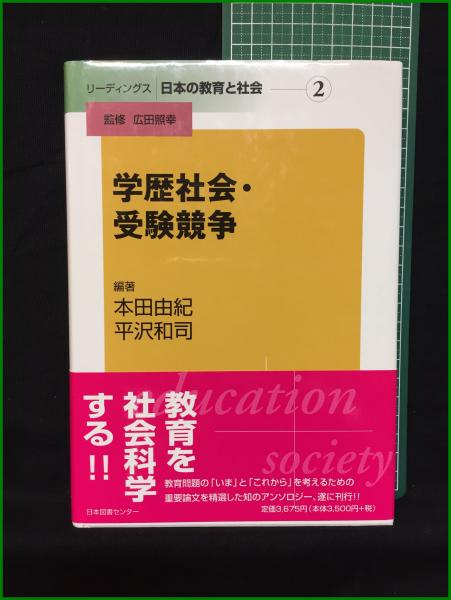 リーディングス 日本の教育と社会 ― 2
監修 広田照幸
学歴社会・
受験競争
編著
本田由紀
平沢和司
education
society
教育を
社会科学
する!!
教育問題の「いま」と「これから」を考えるための
重要論文を精選した知のアンソロジー、遂に刊行!!
日本図書センター
定価3,675円(本体3,500円+税)